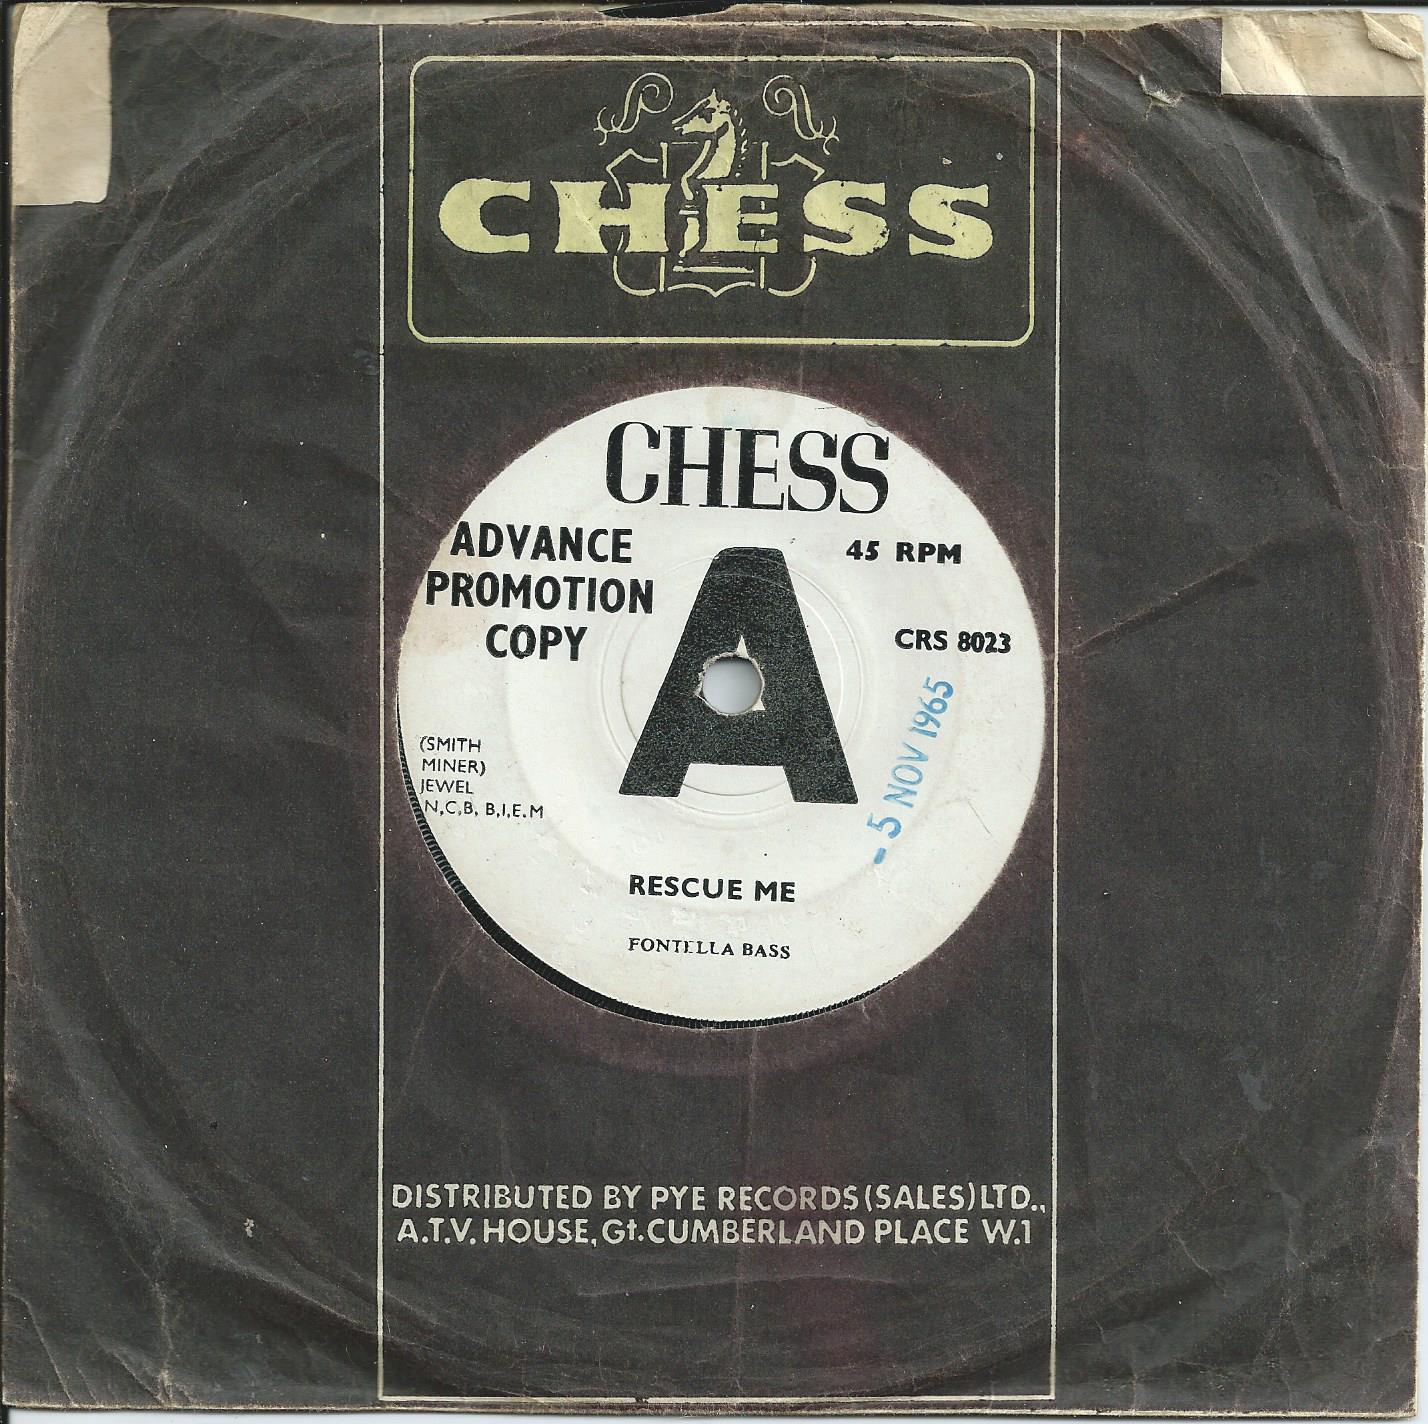 CHESS
CHESS
ADVANCE
PROMOTION
COPY
45 RPM
CRS 8023
A
- 5 NOV 1965
(SMITH
MINER)
JEWEL
N,C,B, B,I,E.M
RESCUE ME
FONTELLA BASS
DISTRIBUTED BY PYE RECORDS (SALES) LTD.,
A.T.V. HOUSE, Gt. CUMBERLAND PLACE W.1